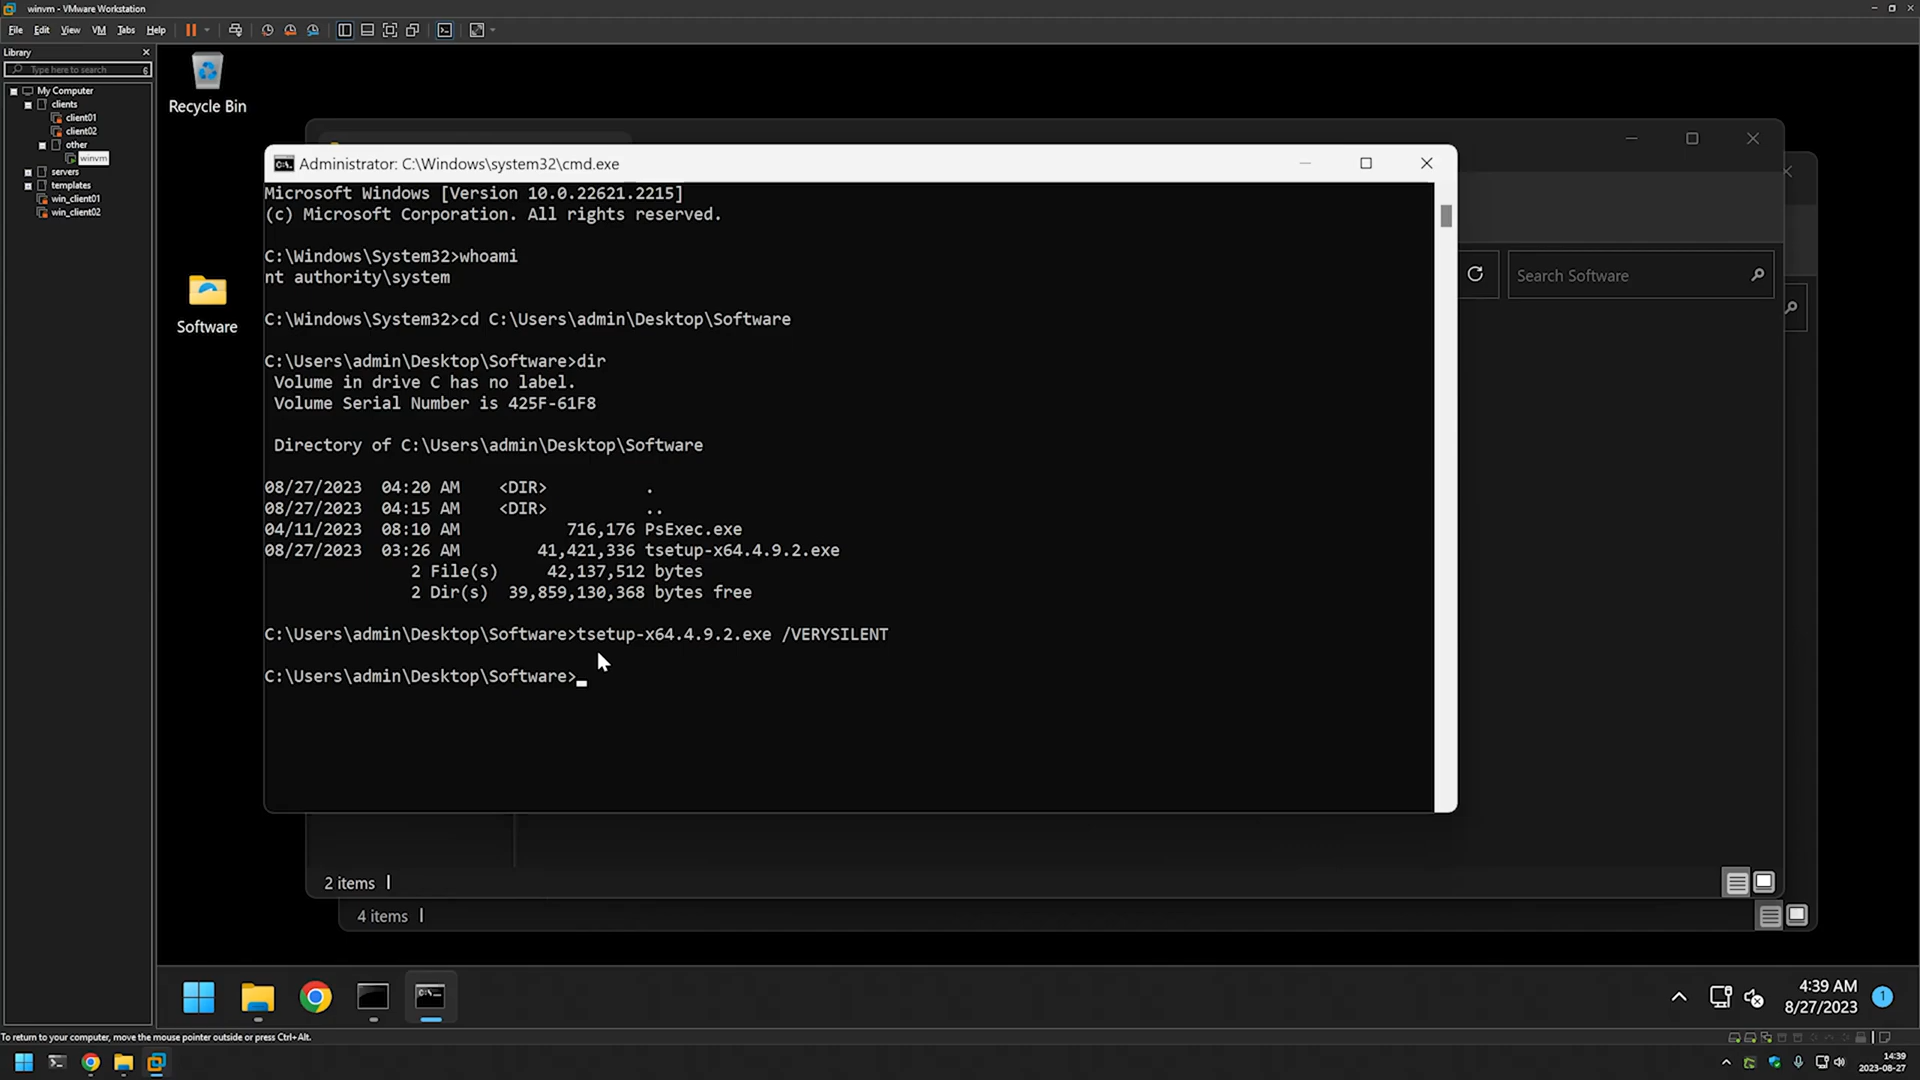 winvm - VMware Workstation
File Edit View VM Tabs Help
Library
Type here to search
My Computer
clients
client01
client02
other
winvm
servers
templates
win_client01
win_client02
Recycle Bin
Software
Administrator: C:\Windows\system32\cmd.exe
Microsoft Windows [Version 10.0.22621.2215]
(c) Microsoft Corporation. All rights reserved.
C:\Windows\System32>whoami
nt authority\system
C:\Windows\System32>cd C:\Users\admin\Desktop\Software
C:\Users\admin\Desktop\Software>dir
Volume in drive C has no label.
Volume Serial Number is 425F-61F8
Directory of C:\Users\admin\Desktop\Software
08/27/2023  04:20 AM    <DIR>          .
08/27/2023  04:15 AM    <DIR>          ..
04/11/2023  08:10 AM           716,176 PsExec.exe
08/27/2023  03:26 AM        41,421,336 tsetup-x64.4.9.2.exe
2 File(s)     42,137,512 bytes
2 Dir(s)  39,859,130,368 bytes free
C:\Users\admin\Desktop\Software>tsetup-x64.4.9.2.exe /VERYSILENT
C:\Users\admin\Desktop\Software>
Search Software
2 items
4 items
4:39 AM
8/27/2023
1
To return to your computer, move the mouse pointer outside or press Ctrl+Alt.
14:39
2023-08-27